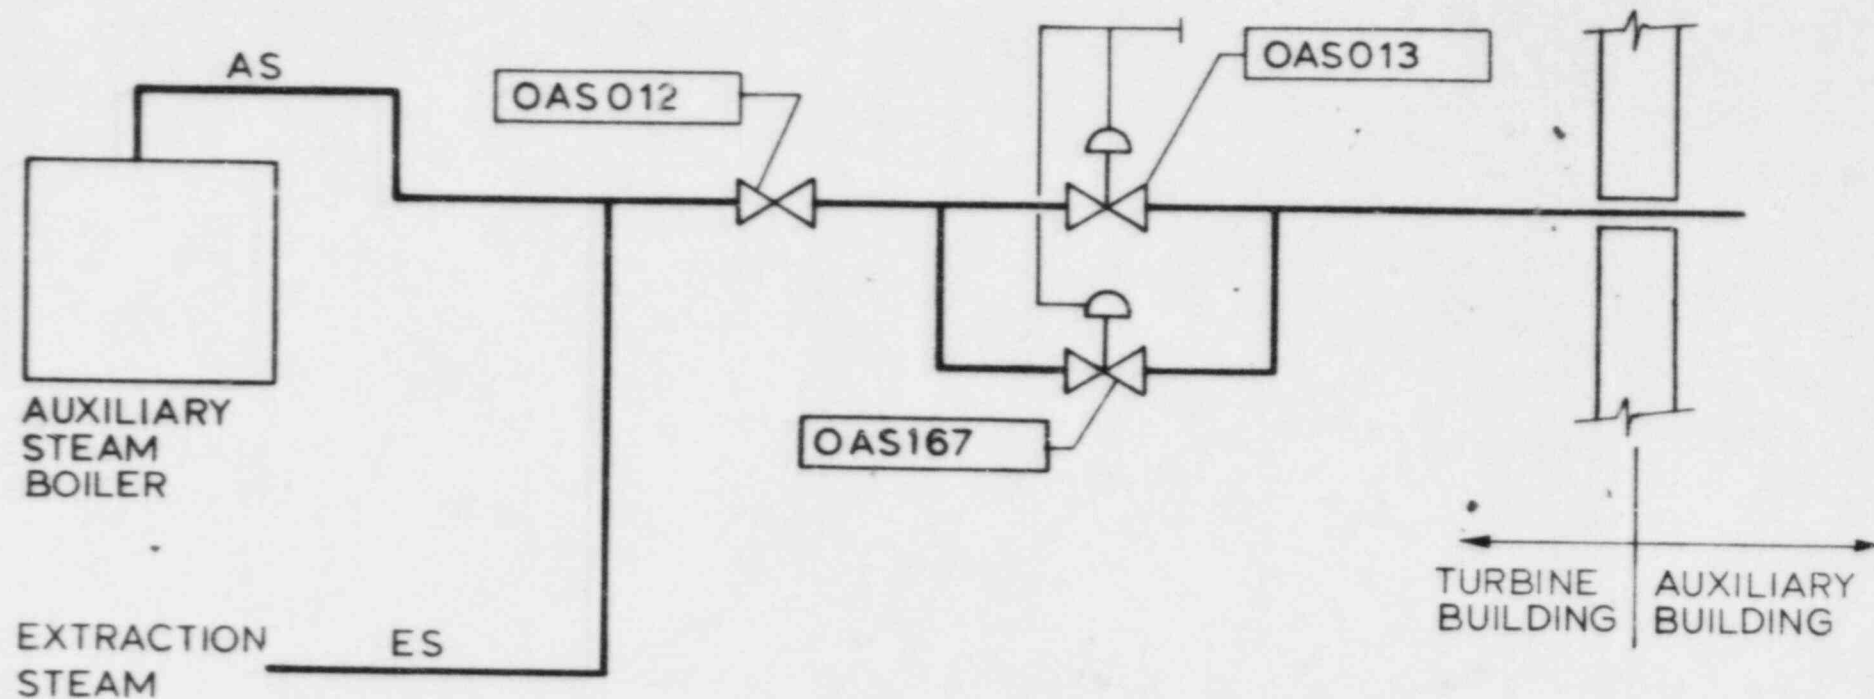 AS
OAS012
OAS013
OAS167
AUXILIARY
STEAM
BOILER
EXTRACTION
STEAM
ES
TURBINE
BUILDING
AUXILIARY
BUILDING